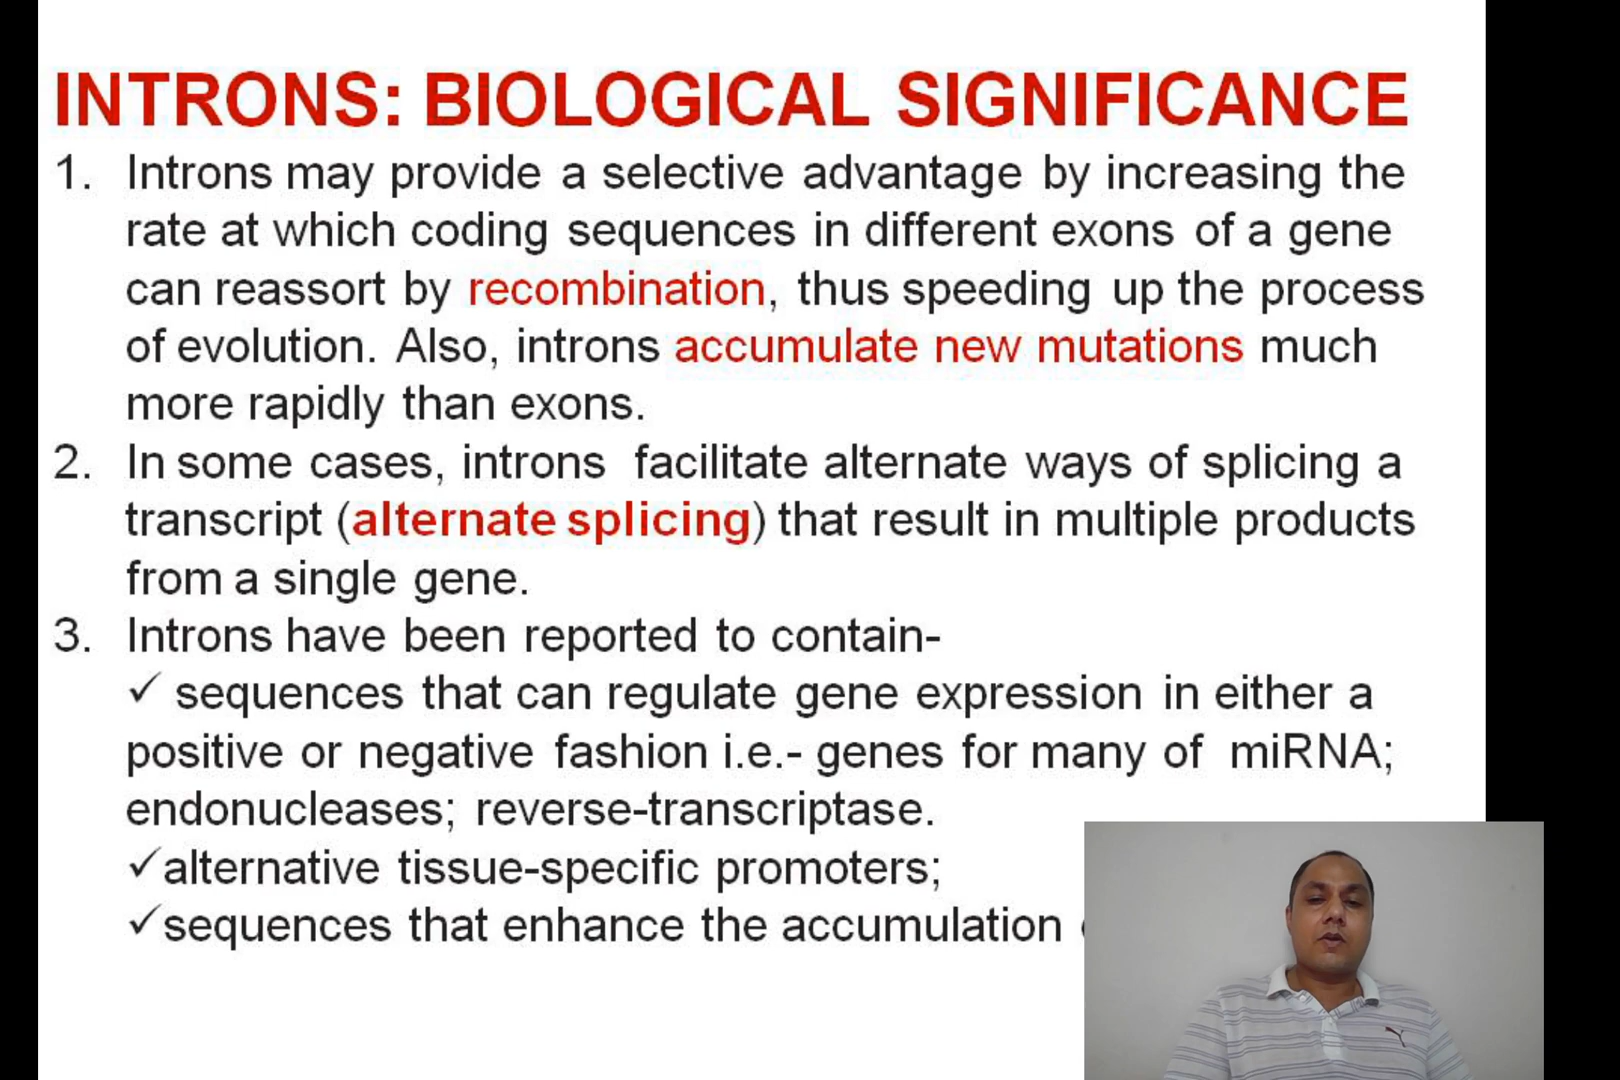 INTRONS: BIOLOGICAL SIGNIFICANCE
1. Introns may provide a selective advantage by increasing the
rate at which coding sequences in different exons of a gene
can reassort by recombination, thus speeding up the process
of evolution. Also, introns accumulate new mutations much
more rapidly than exons.
2. In some cases, introns facilitate alternate ways of splicing a
transcript (alternate splicing) that result in multiple products
from a single gene.
3. Introns have been reported to contain-
✓ sequences that can regulate gene expression in either a
positive or negative fashion i.e.- genes for many of miRNA;
endonucleases; reverse-transcriptase.
✓alternative tissue-specific promoters;
✓sequences that enhance the accumulation